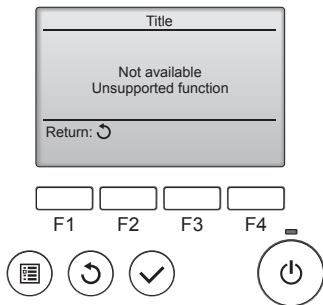 Title
Not available
Unsupported function
Return:
F1 F2 F3 F4